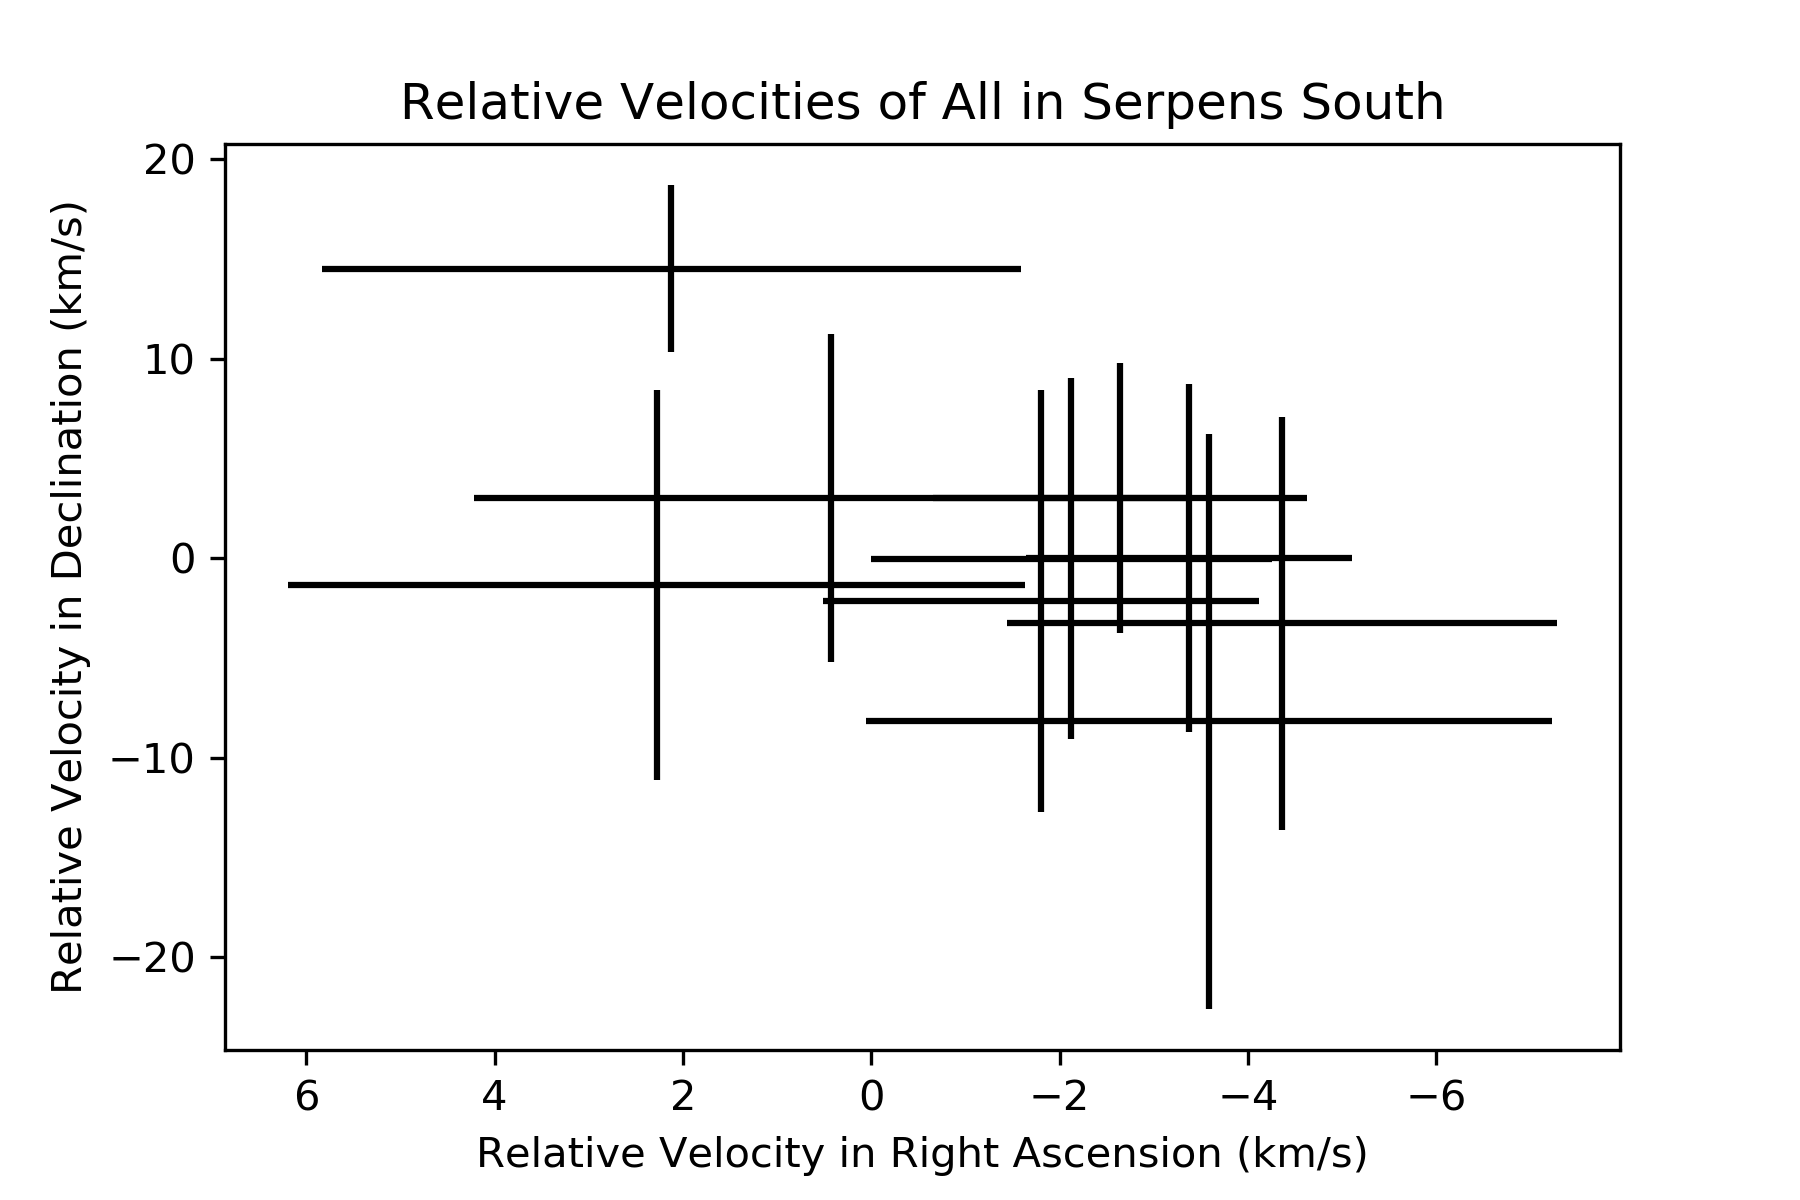 Relative Velocities of All in Serpens South
Relative Velocity in Declination (km/s)
20
10
0
−10
−20
6 4 2 0 −2 −4 −6
Relative Velocity in Right Ascension (km/s)